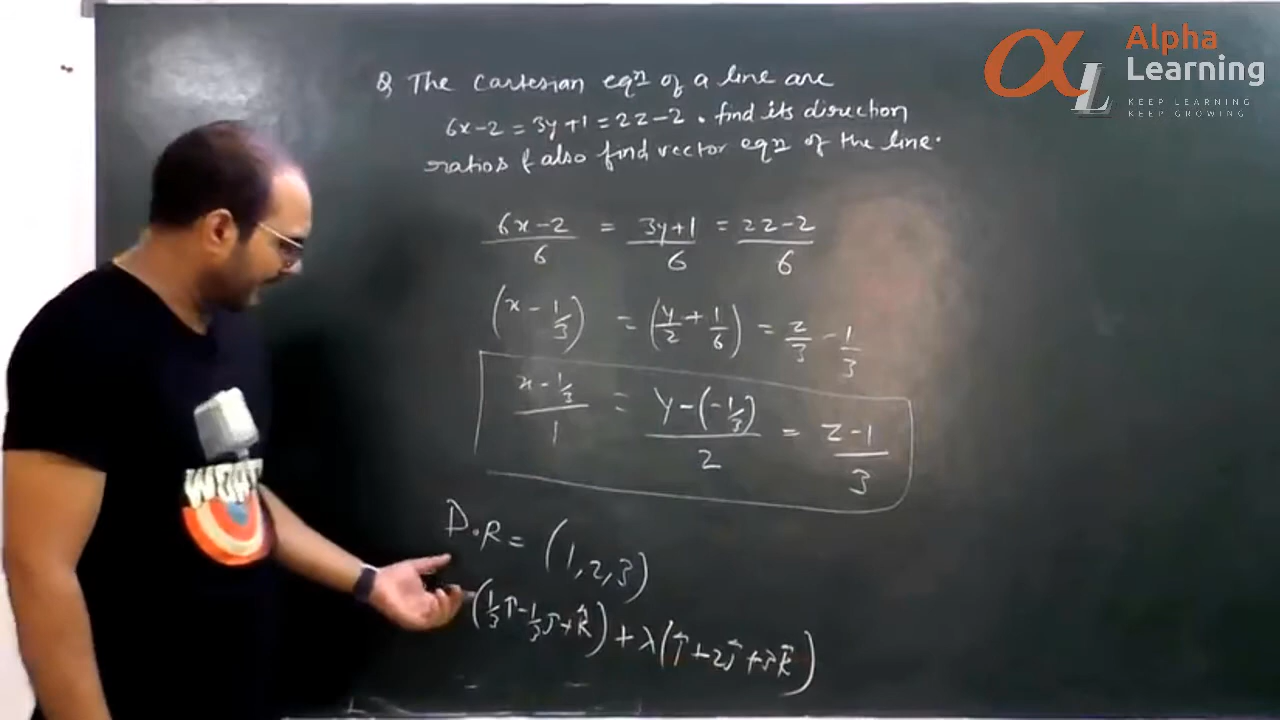 Alpha
Learning
KEEP LEARNING
KEEP GROWING
Q The Cartesian eqn of a line are
6x-2 = 3y+1 = 2z-2 . find its direction
ratios & also find vector eqn of the line.
(6x-2)/6 = (3y+1)/6 = (2z-2)/6
(x - 1/3) = (y/2 + 1/6) = z/3 - 1/3
(x - 1/3)/1 = (y-(-1/3))/2 = (z-1)/3
D.R = (1, 2, 3)
(1/3 î - 1/3 ĵ + k̂) + λ(î + 2ĵ + 3k̂)